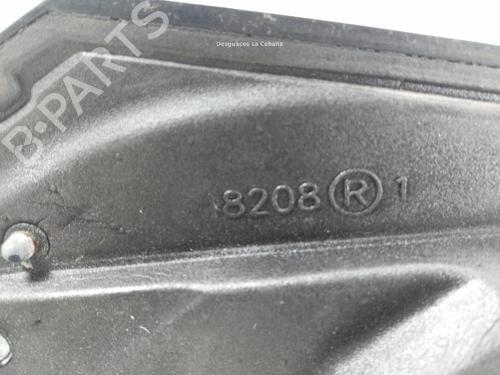 Desguaces La Cabaña
B-PARTS
8208 Ⓡ 1